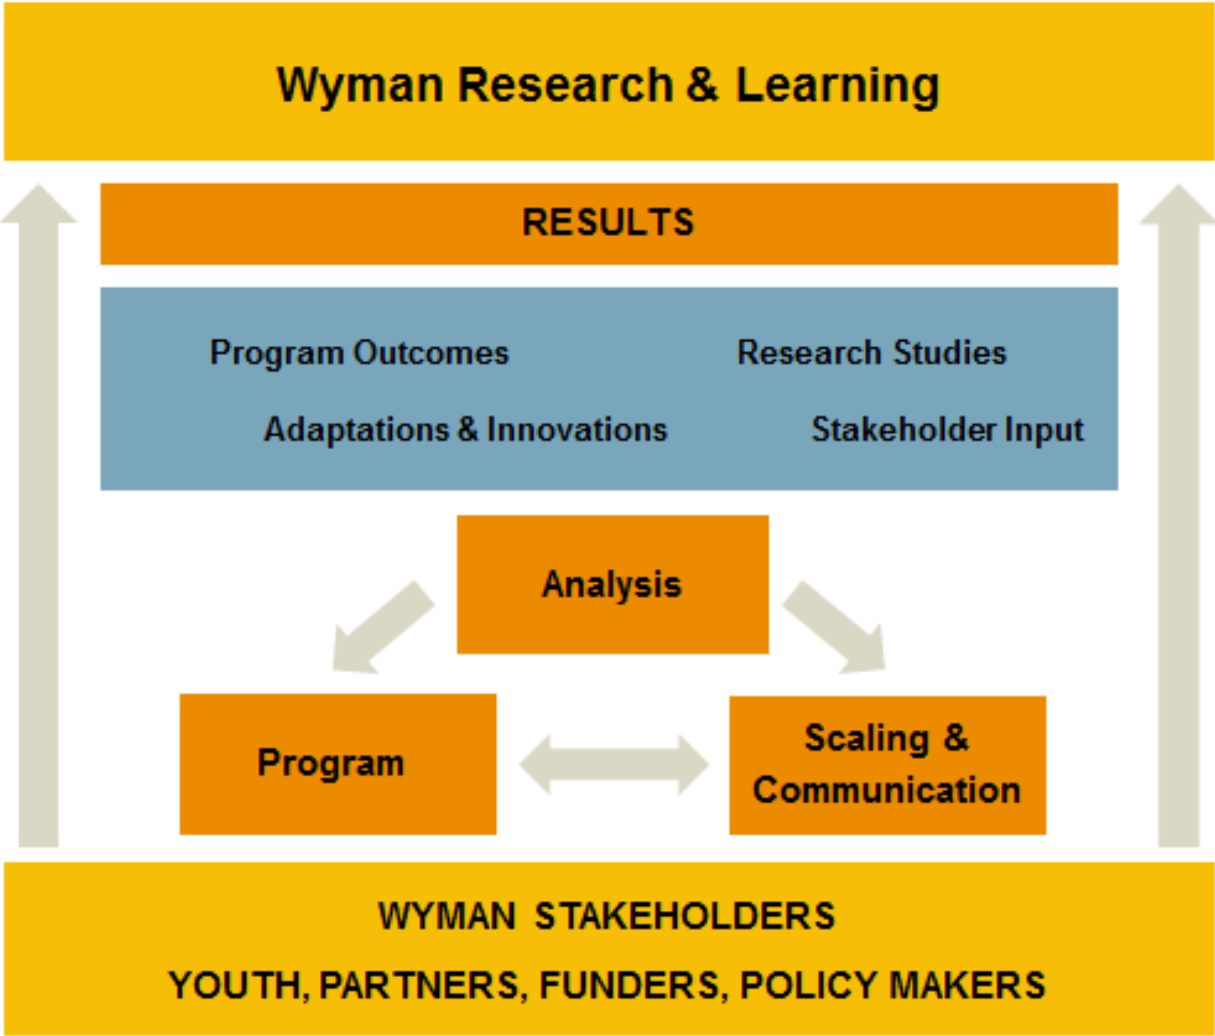 Wyman Research & Learning
RESULTS
Program Outcomes
Research Studies
Adaptations & Innovations
Stakeholder Input
Analysis
Program
Scaling &
Communication
WYMAN STAKEHOLDERS
YOUTH, PARTNERS, FUNDERS, POLICY MAKERS